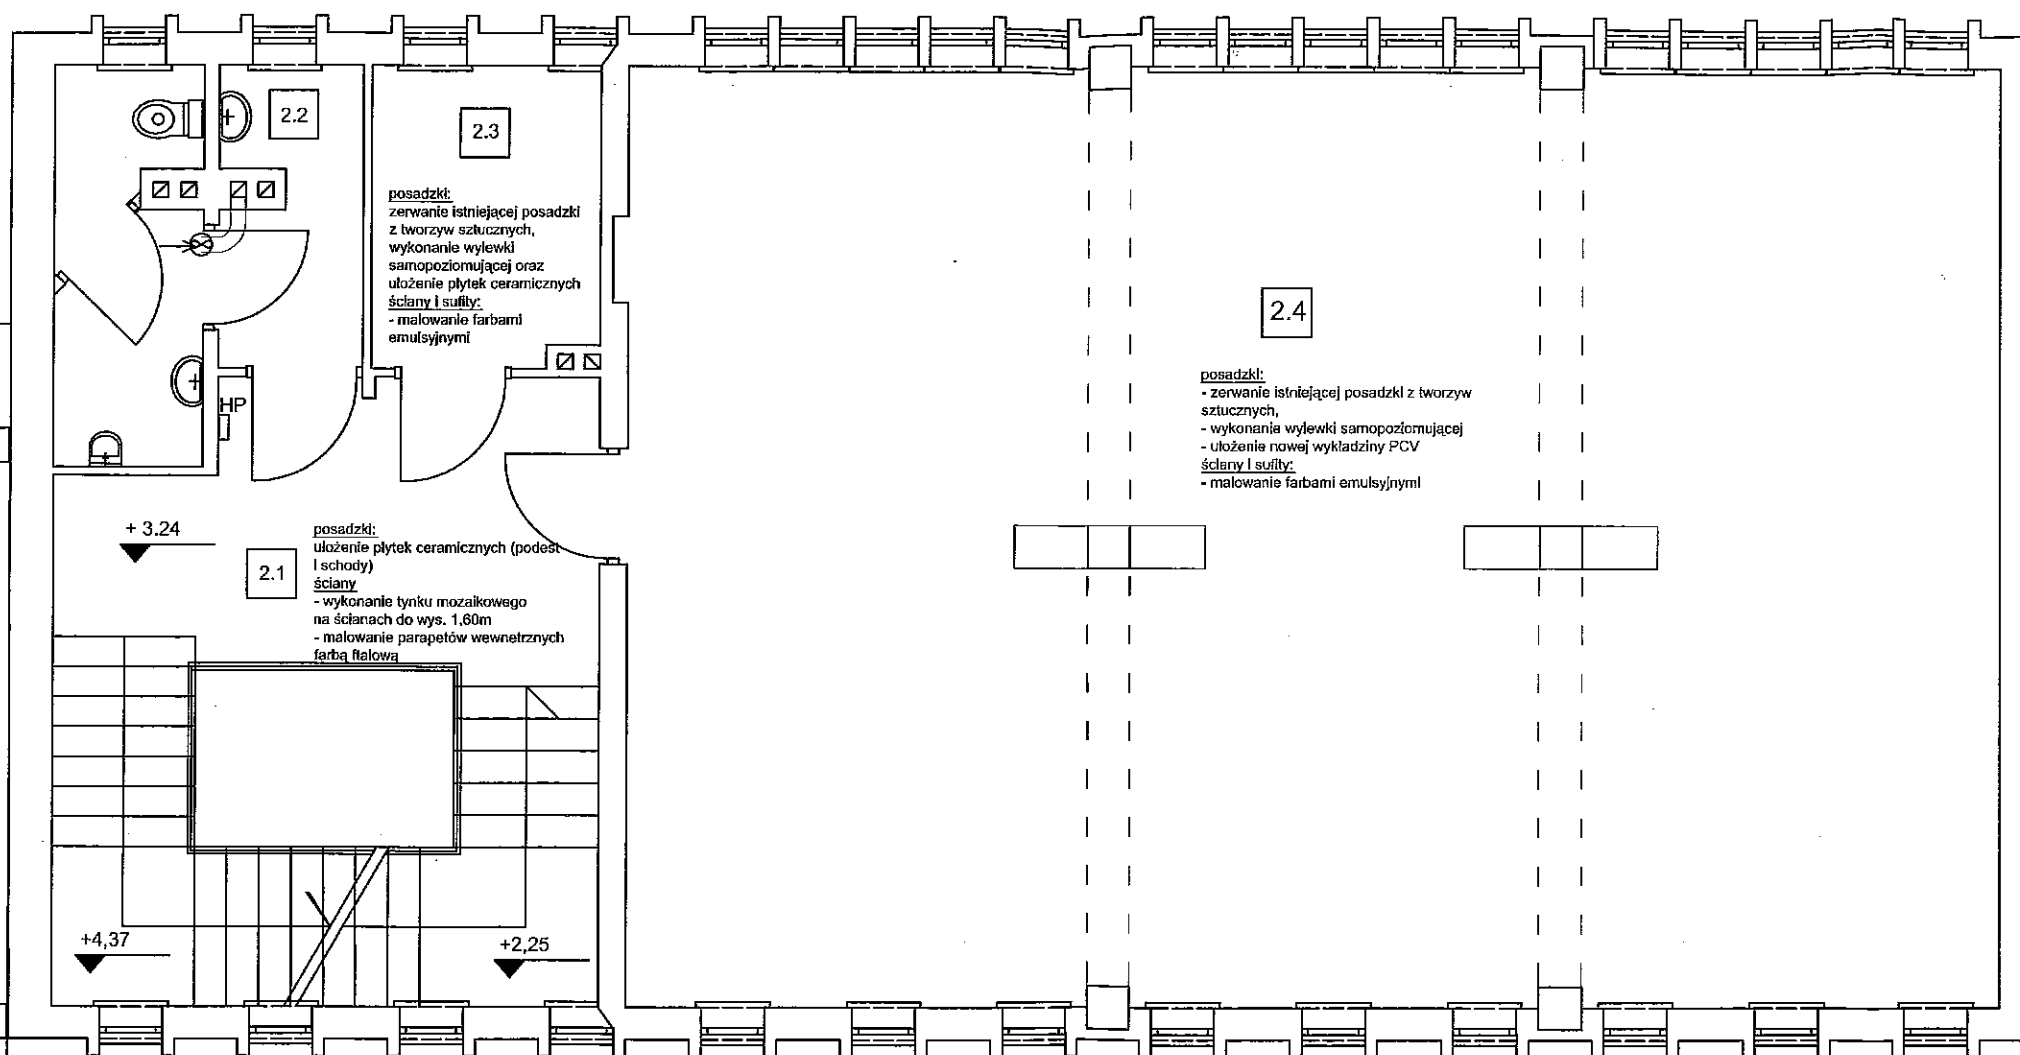 2.2
2.3
posadzki:
zerwanie istniejącej posadzki
z tworzyw sztucznych,
wykonanie wylewki
samopoziomującej oraz
ułożenie płytek ceramicznych
ściany i sufity:
- malowanie farbami
emulsyjnymi
2.4
posadzki:
- zerwanie istniejącej posadzki z tworzyw
sztucznych,
- wykonanie wylewki samopoziomującej
- ułożenie nowej wykładziny PCV
ściany i sufity:
- malowanie farbami emulsyjnymi
HP
+ 3.24
2.1
posadzki:
ułożenie płytek ceramicznych (podest
i schody)
ściany
- wykonanie tynku mozaikowego
na ścianach do wys. 1,60m
- malowanie parapetów wewnetrznych
farbą ftalową
+4,37
+2,25